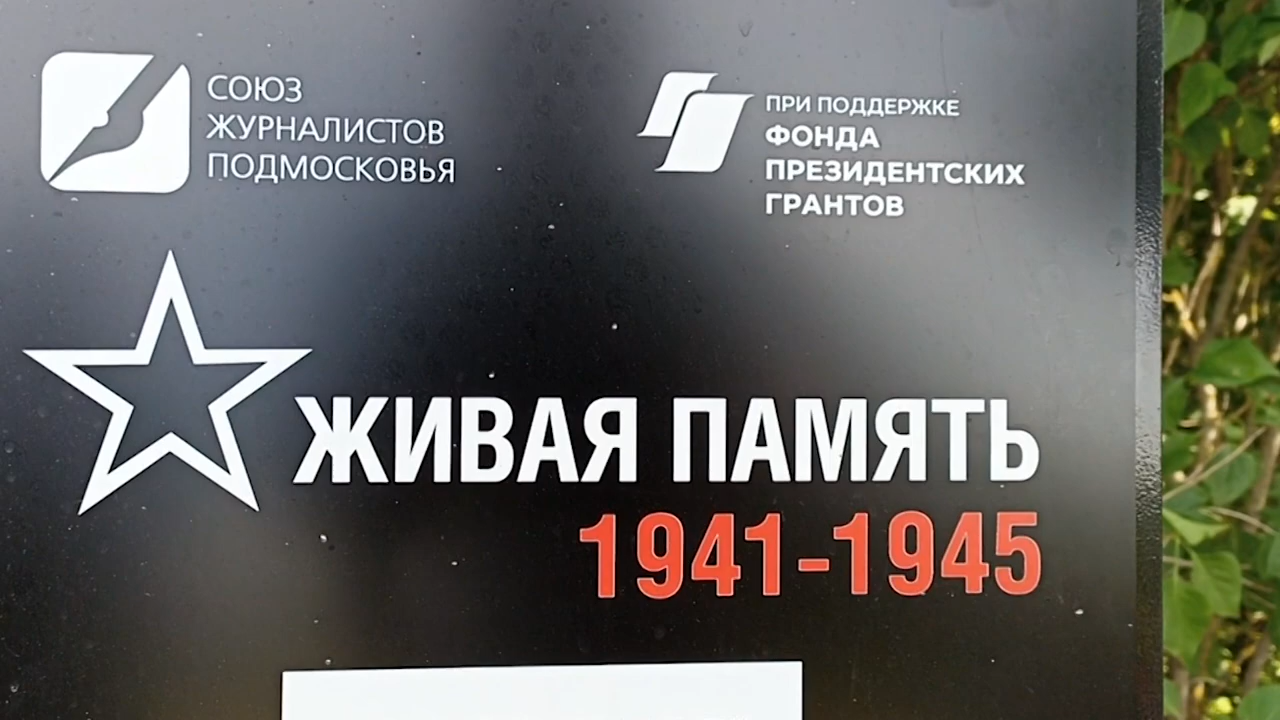 СОЮЗ
ЖУРНАЛИСТОВ
ПОДМОСКОВЬЯ
ПРИ ПОДДЕРЖКЕ
ФОНДА
ПРЕЗИДЕНТСКИХ
ГРАНТОВ
ЖИВАЯ ПАМЯТЬ
1941-1945